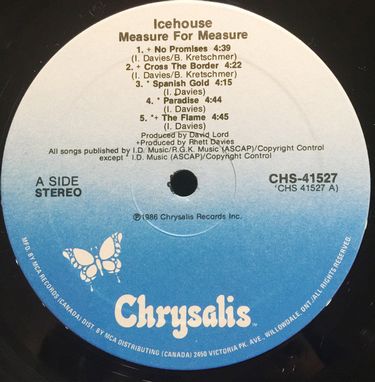 Icehouse
Measure For Measure
1. + No Promises 4:39
(I. Davies/B. Kretschmer)
2. + Cross The Border 4:22
(I. Davies/B. Kretschmer)
3. * Spanish Gold 4:15
(I. Davies)
4. * Paradise 4:44
(I. Davies)
5. *+ The Flame 4:45
(I. Davies)
Produced by David Lord
+Produced by Rhett Davies
All songs published by I.D. Music/R.G.K. Music (ASCAP)/Copyright Control
except * I.D. Music (ASCAP)/Copyright Control
A SIDE
STEREO
CHS-41527
(CHS 41527 A)
℗1986 Chrysalis Records Inc.
Chrysalis™
MFG. BY MCA RECORDS (CANADA) DIST. BY MCA DISTRIBUTING (CANADA) 2450 VICTORIA PK. AVE., WILLOWDALE, ONT./ALL RIGHTS RESERVED.